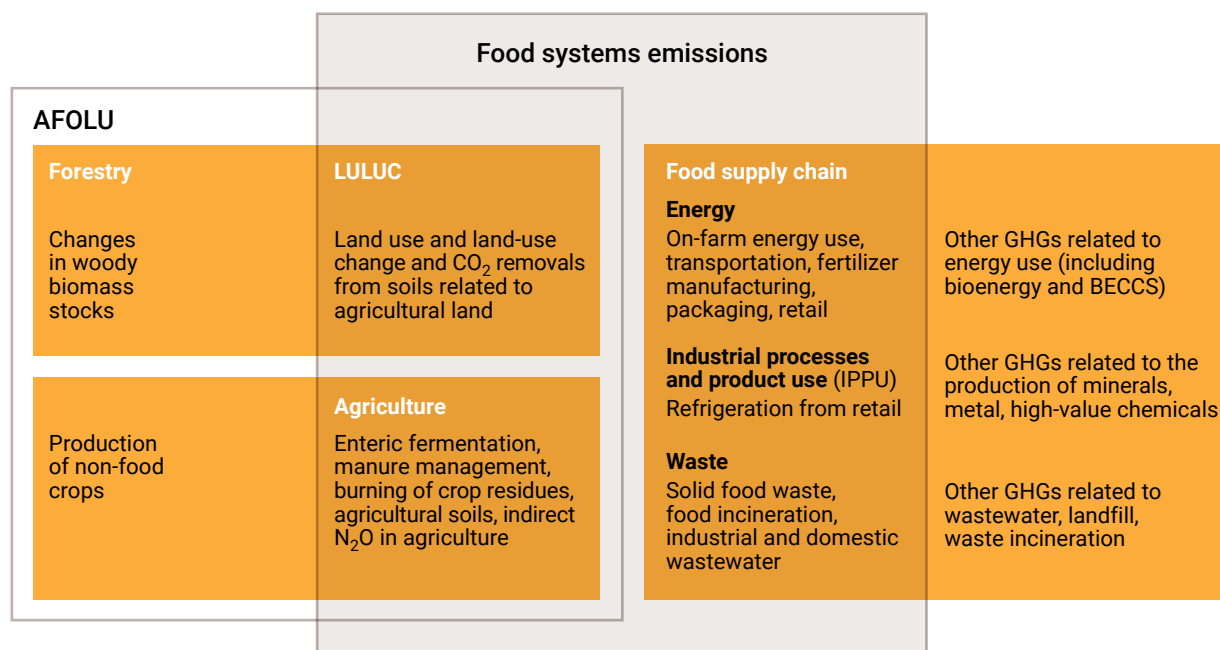 Food systems emissions
AFOLU
Forestry
Changes
in woody
biomass
stocks
LULUC
Land use and land-use
change and CO₂ removals
from soils related to
agricultural land
Production
of non-food
crops
Agriculture
Enteric fermentation,
manure management,
burning of crop residues,
agricultural soils, indirect
N₂O in agriculture
Food supply chain
Energy
On-farm energy use,
transportation, fertilizer
manufacturing,
packaging, retail
Other GHGs related to
energy use (including
bioenergy and BECCS)
Industrial processes
and product use (IPPU)
Refrigeration from retail
Other GHGs related to the
production of minerals,
metal, high-value chemicals
Waste
Solid food waste,
food incineration,
industrial and domestic
wastewater
Other GHGs related to
wastewater, landfill,
waste incineration